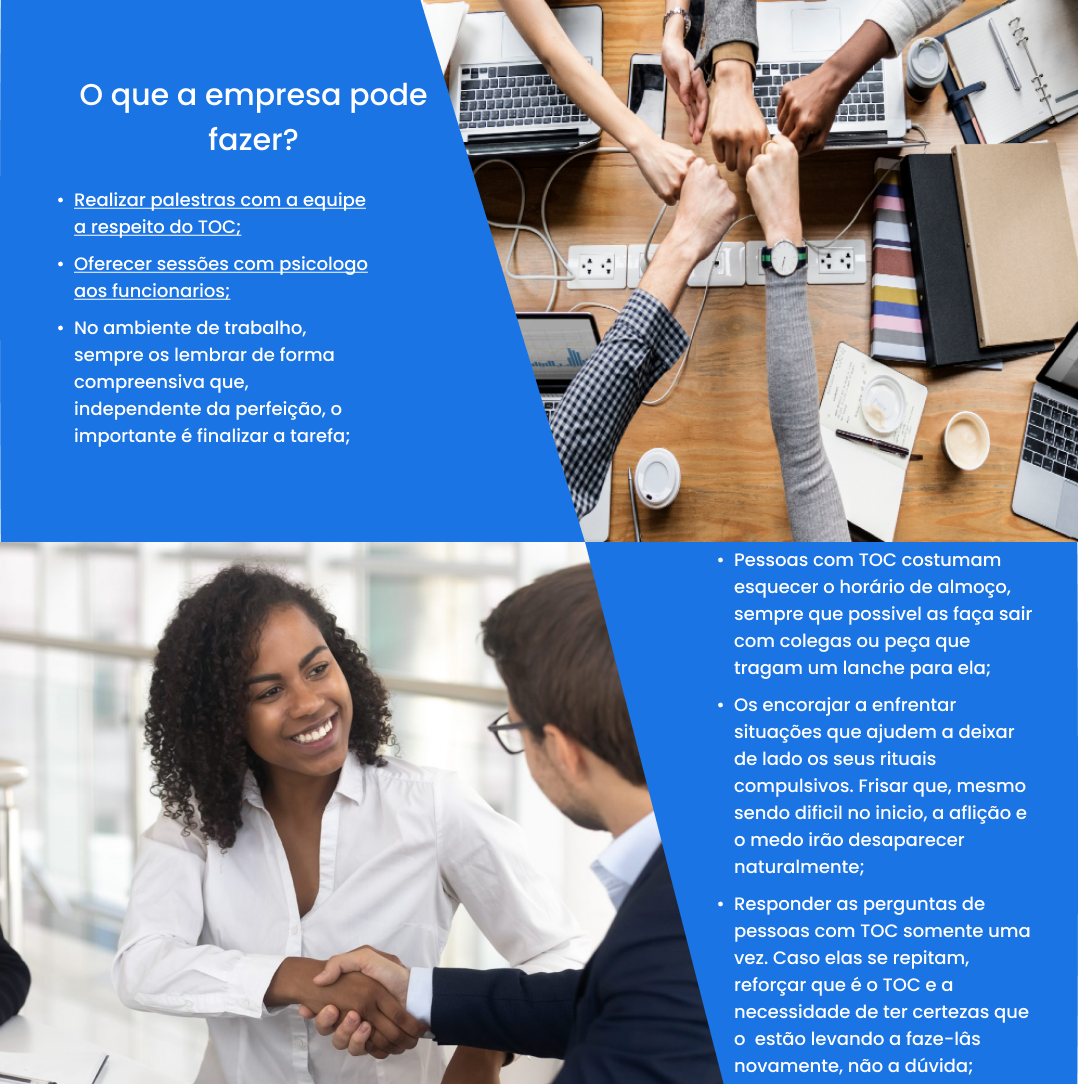 O que a empresa pode
fazer?
• Realizar palestras com a equipe
a respeito do TOC;
• Oferecer sessões com psicologo
aos funcionarios;
• No ambiente de trabalho,
sempre os lembrar de forma
compreensiva que,
independente da perfeição, o
importante é finalizar a tarefa;
• Pessoas com TOC costumam
esquecer o horário de almoço,
sempre que possivel as faça sair
com colegas ou peça que
tragam um lanche para ela;
• Os encorajar a enfrentar
situações que ajudem a deixar
de lado os seus rituais
compulsivos. Frisar que, mesmo
sendo dificil no inicio, a aflição e
o medo irão desaparecer
naturalmente;
• Responder as perguntas de
pessoas com TOC somente uma
vez. Caso elas se repitam,
reforçar que é o TOC e a
necessidade de ter certezas que
o  estão levando a faze-lâs
novamente, não a dúvida;